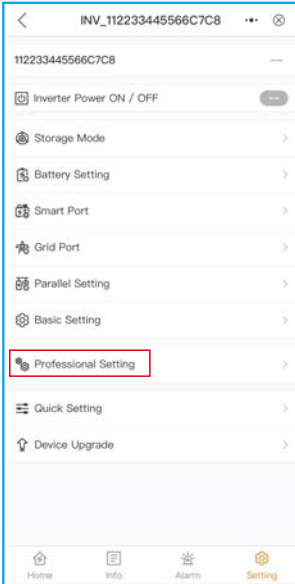 INV_112233445566C7C8
112233445566C7C8 --
Inverter Power ON / OFF --
Storage Mode
Battery Setting
Smart Port
Grid Port
Parallel Setting
Basic Setting
Professional Setting
Quick Setting
Device Upgrade
Home Info Alarm Setting